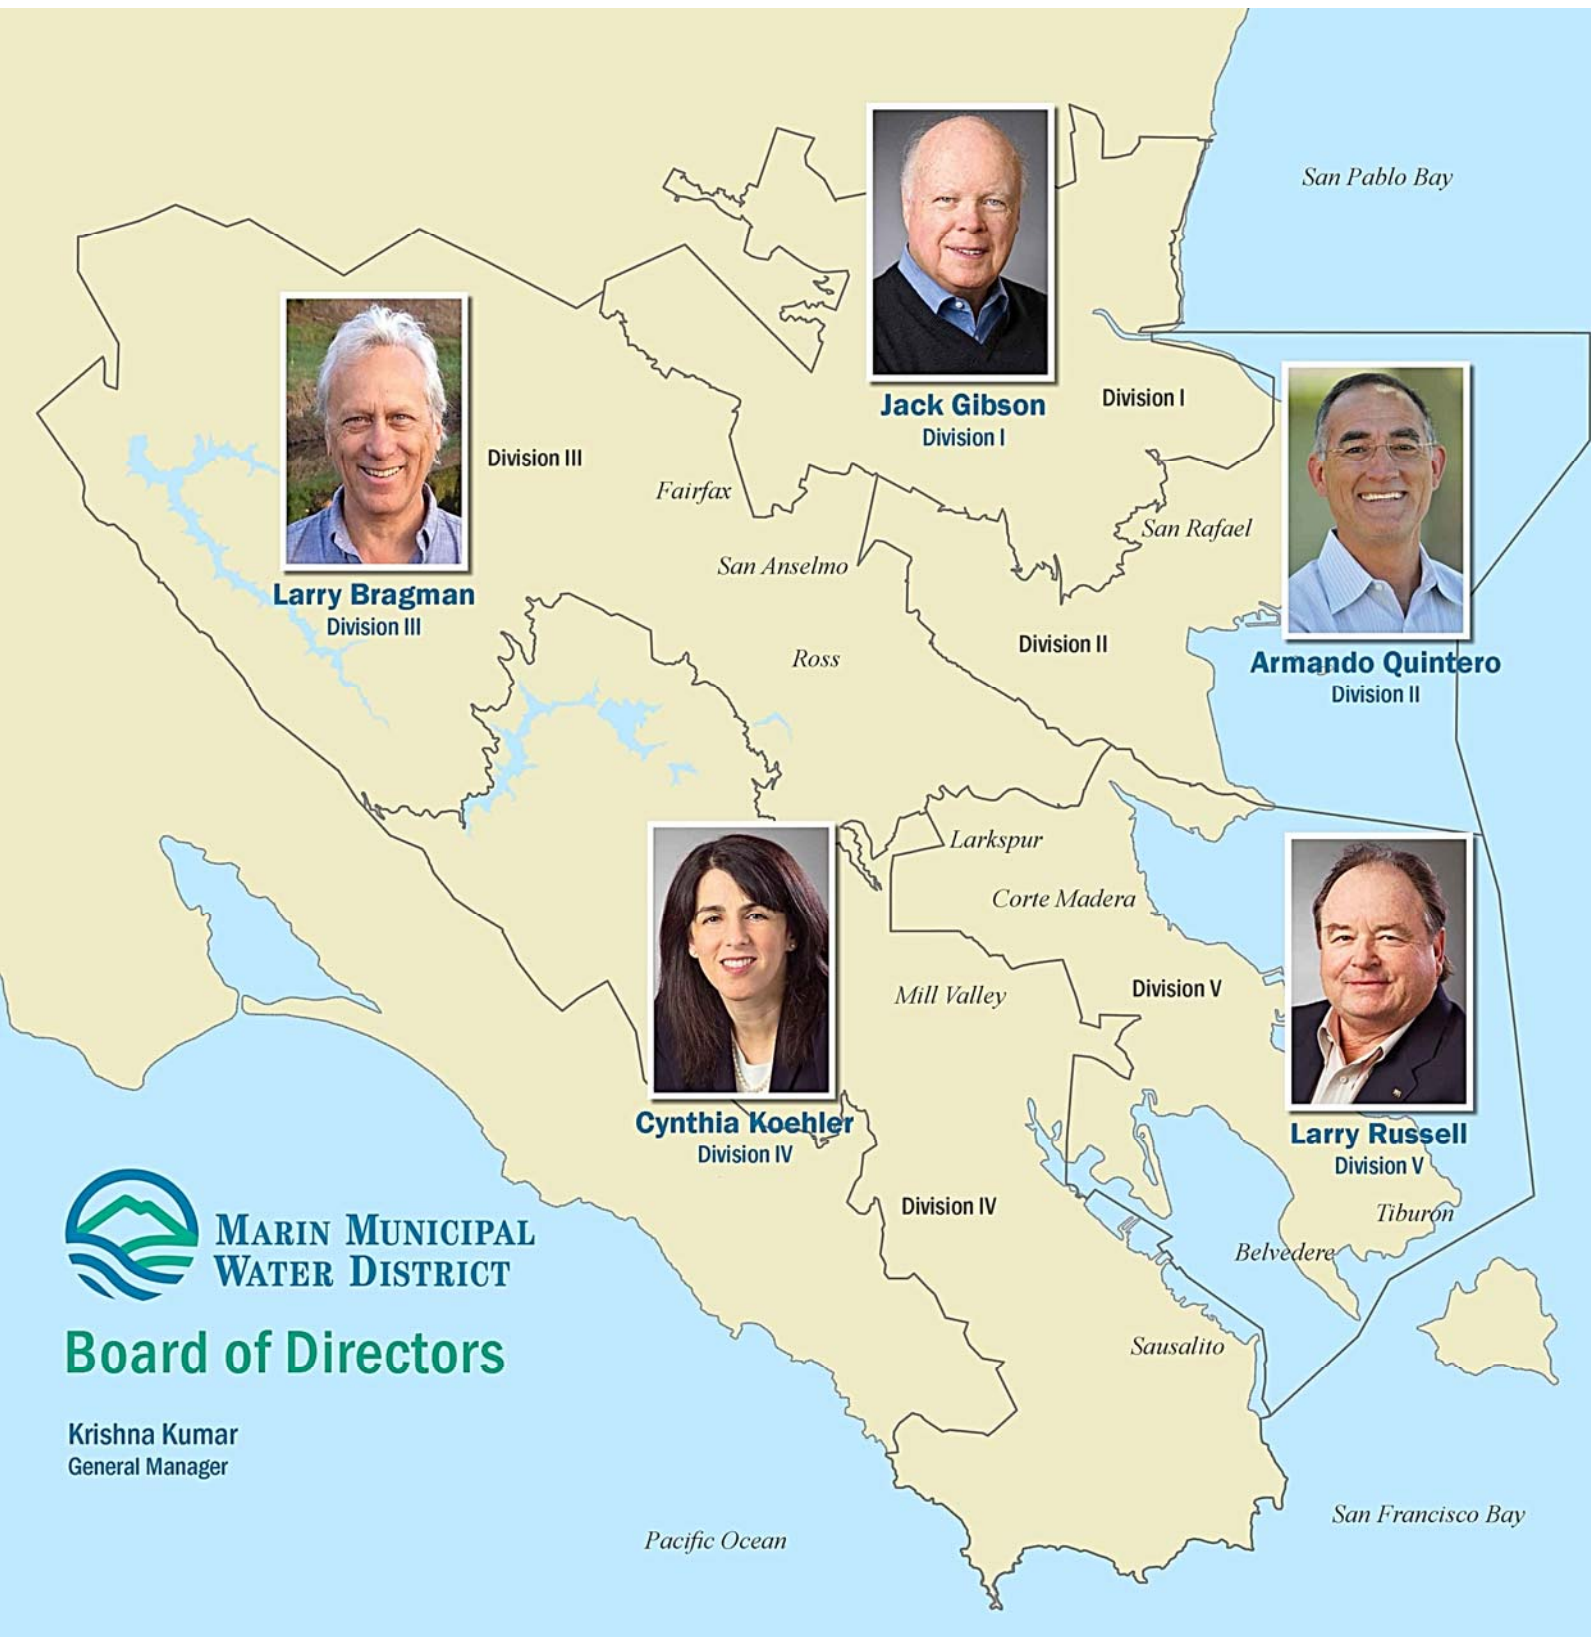 San Pablo Bay
Jack Gibson
Division I
Division I
Division III
Fairfax
San Rafael
San Anselmo
Larry Bragman
Division III
Division II
Ross
Armando Quintero
Division II
Larkspur
Corte Madera
Mill Valley
Division V
Cynthia Koehler
Division IV
Larry Russell
Division V
Division IV
Tiburon
Belvedere
MARIN MUNICIPAL
WATER DISTRICT
Board of Directors
Sausalito
Krishna Kumar
General Manager
San Francisco Bay
Pacific Ocean